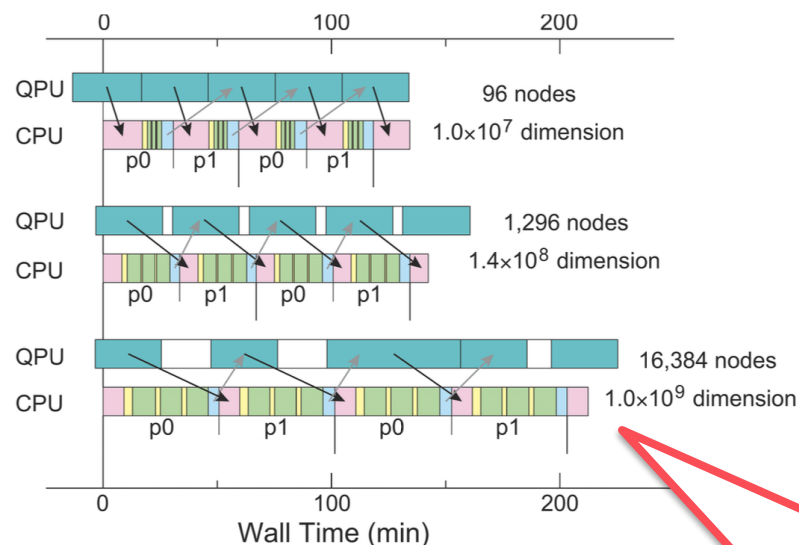 0 100 200
QPU
96 nodes
CPU
1.0×10⁷ dimension
p0 p1 p0 p1
QPU
1,296 nodes
CPU
1.4×10⁸ dimension
p0 p1 p0 p1
QPU
16,384 nodes
CPU
1.0×10⁹ dimension
p0 p1 p0 p1
0 100 200
Wall Time (min)